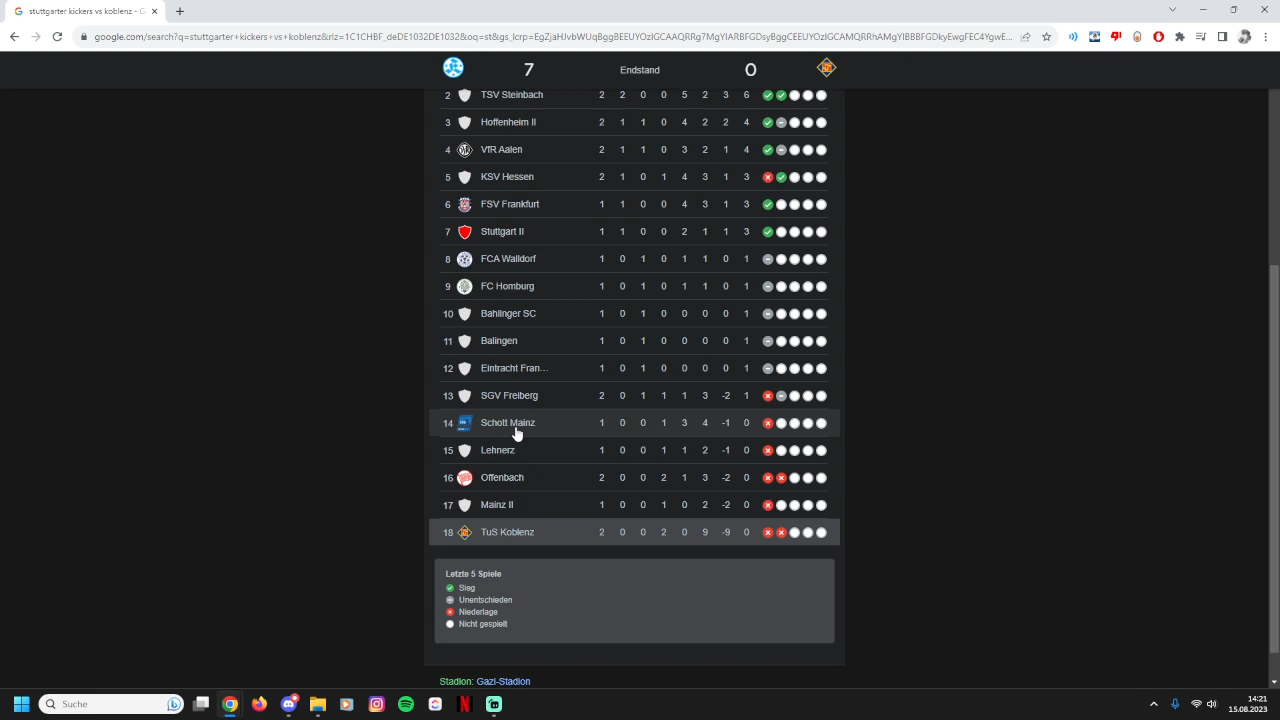 stuttgarter kickers vs koblenz - G
google.com/search?q=stuttgarter+kickers+vs+koblenz&rlz=1C1CHBF_deDE1032DE1032&oq=st&gs_lcrp=EgZjaHJvbWUqBggBEEUYOzIGCAAQRRg7MgYIARBFGDsyBggCEEUYOzIGCAMQRRhAMgYIBBBFGDkyEwgFEC4YgwE...
7 Endstand 0
2 TSV Steinbach 2 2 0 0 5 2 3 6
3 Hoffenheim II 2 1 1 0 4 2 2 4
4 VfR Aalen 2 1 1 0 3 2 1 4
5 KSV Hessen 2 1 0 1 4 3 1 3
6 FSV Frankfurt 1 1 0 0 4 3 1 3
7 Stuttgart II 1 1 0 0 2 1 1 3
8 FCA Walldorf 1 0 1 0 1 1 0 1
9 FC Homburg 1 0 1 0 1 1 0 1
10 Bahlinger SC 1 0 1 0 0 0 0 1
11 Balingen 1 0 1 0 0 0 0 1
12 Eintracht Fran... 1 0 1 0 0 0 0 1
13 SGV Freiberg 2 0 1 1 1 3 -2 1
14 Schott Mainz 1 0 0 1 3 4 -1 0
15 Lehnerz 1 0 0 1 1 2 -1 0
16 Offenbach 2 0 0 2 1 3 -2 0
17 Mainz II 1 0 0 1 0 2 -2 0
18 TuS Koblenz 2 0 0 2 0 9 -9 0
Letzte 5 Spiele
Sieg
Unentschieden
Niederlage
Nicht gespielt
Stadion: Gazi-Stadion
Suche
14:21
15.08.2023